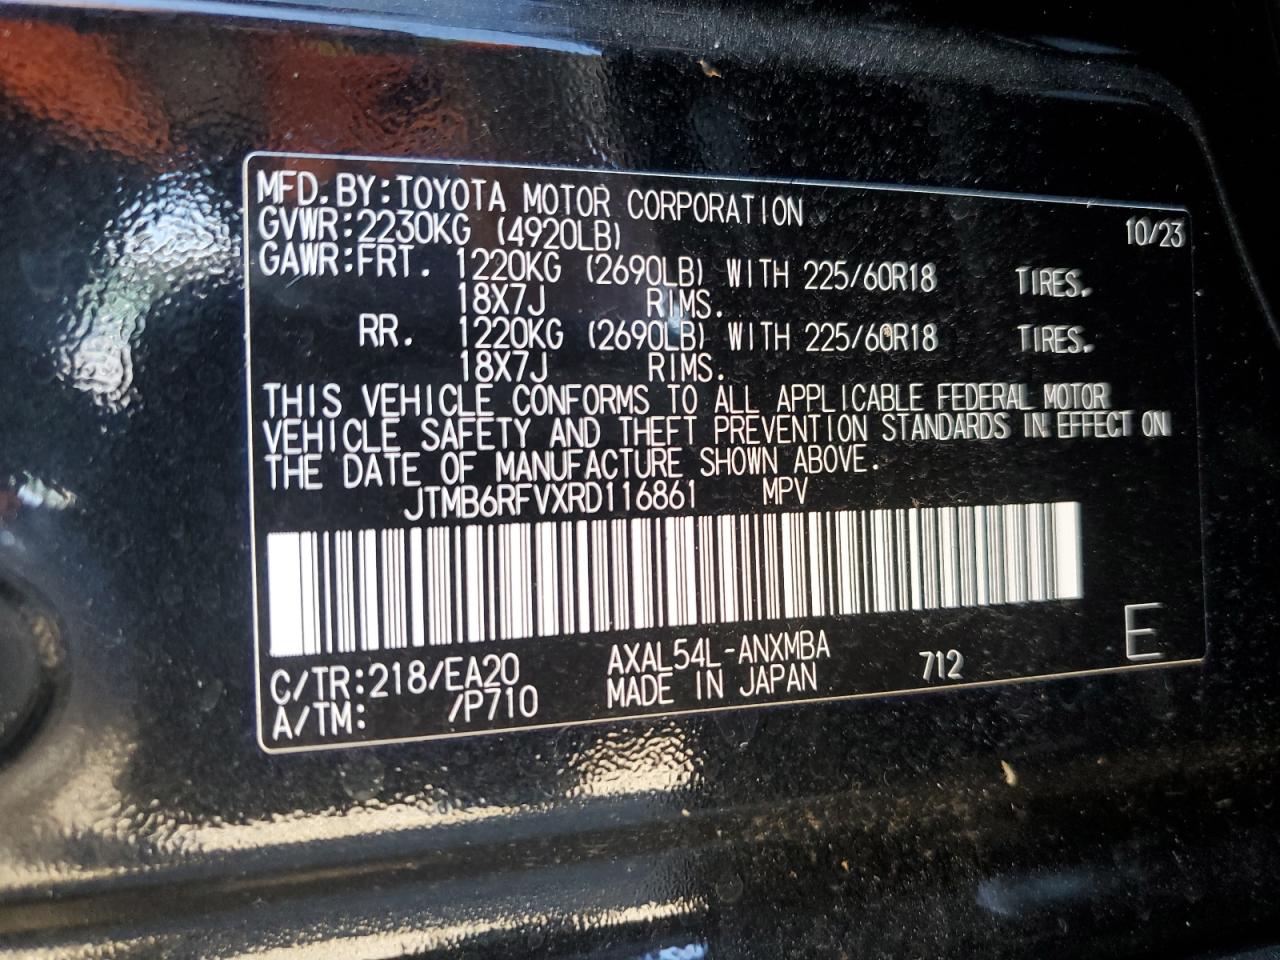 MFD.BY:TOYOTA MOTOR CORPORATION 10/23
GVWR:2230KG (4920LB)
GAWR:FRT. 1220KG (2690LB) WITH 225/60R18 TIRES.
18X7J RIMS.
RR. 1220KG (2690LB) WITH 225/60R18 TIRES.
18X7J RIMS.
THIS VEHICLE CONFORMS TO ALL APPLICABLE FEDERAL MOTOR
VEHICLE SAFETY AND THEFT PREVENTION STANDARDS IN EFFECT ON
THE DATE OF MANUFACTURE SHOWN ABOVE.
JTMB6RFVXRD116861 MPV
C/TR:218/EA20 AXAL54L-ANXMBA 712 E
A/TM: /P710 MADE IN JAPAN